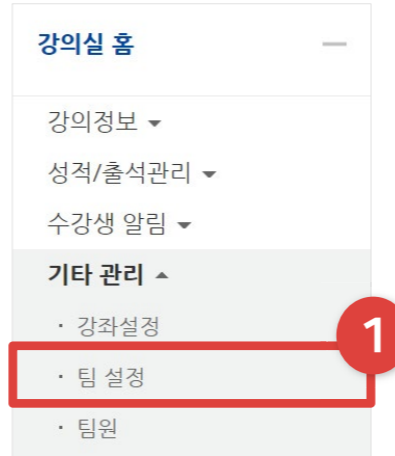 강의실 홈
강의정보 ▾
성적/출석관리 ▾
수강생 알림 ▾
기타 관리 ▴
· 강좌설정
1
· 팀 설정
· 팀원